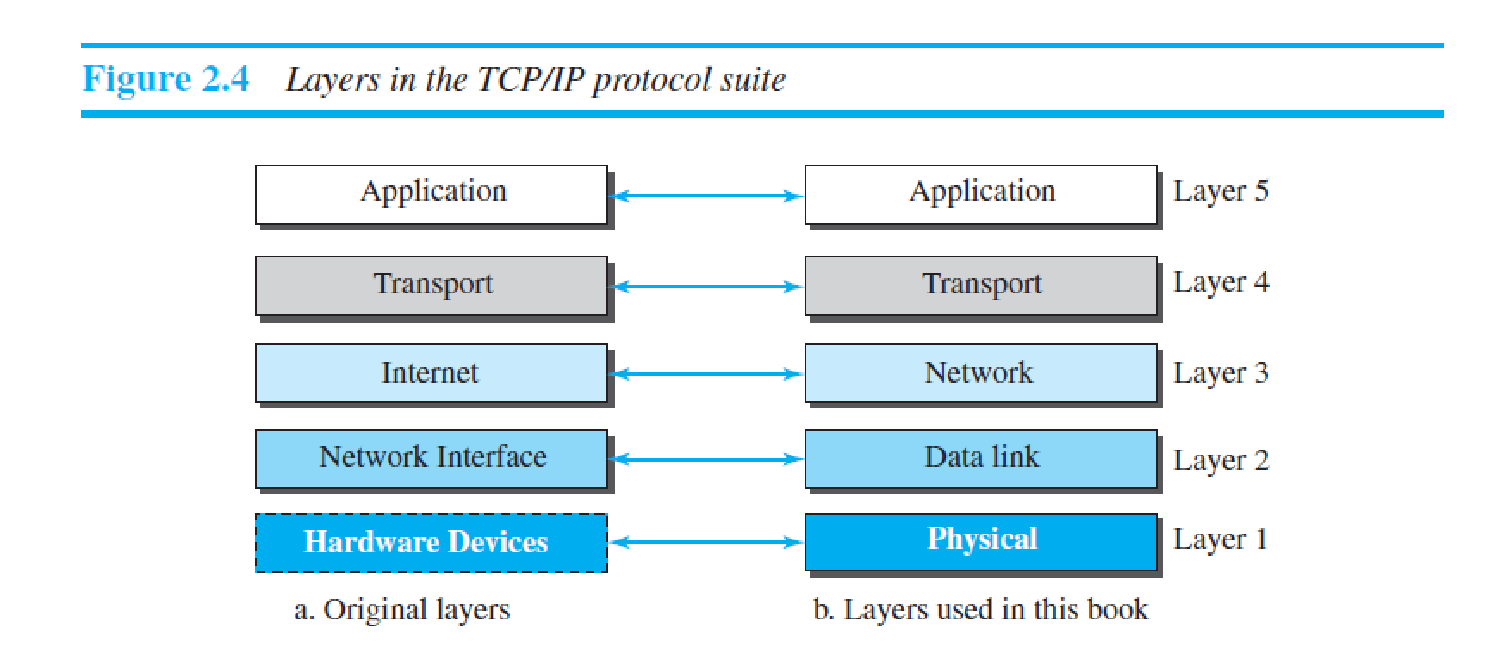 Figure 2.4 Layers in the TCP/IP protocol suite
Application Application Layer 5
Transport Transport Layer 4
Internet Network Layer 3
Network Interface Data link Layer 2
Hardware Devices Physical Layer 1
a. Original layers b. Layers used in this book